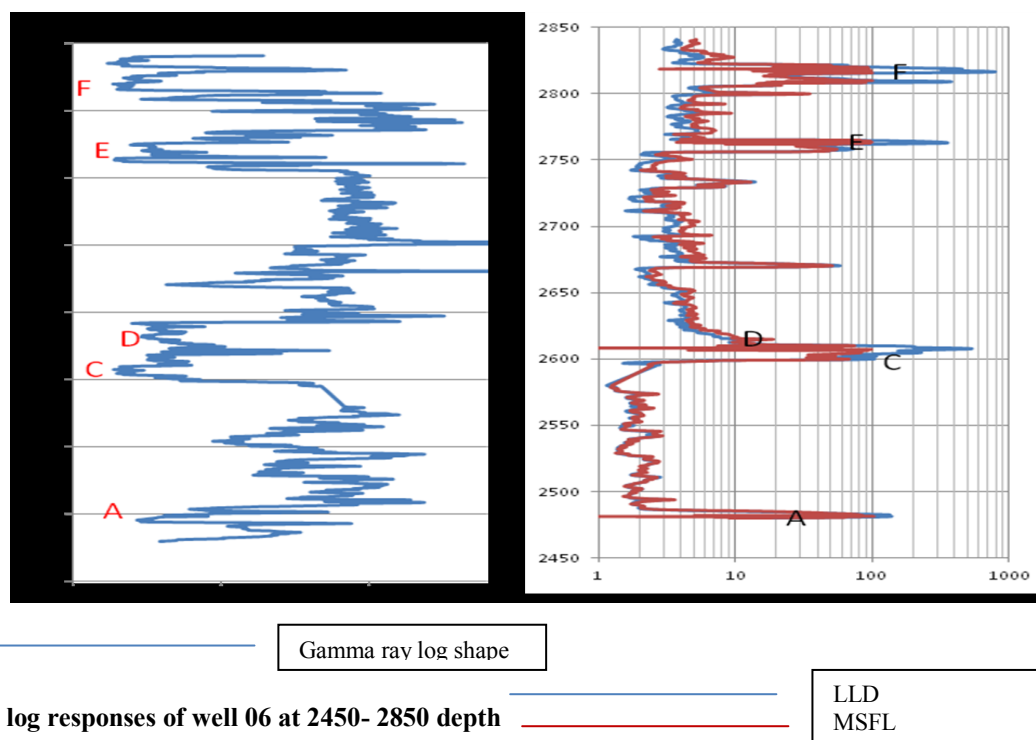 F
E
D
C
A
2850
2800
2750
2700
2650
2600
2550
2500
2450
F
E
D
C
A
1 10 100 1000
Gamma ray log shape
LLD
MSFL
log responses of well 06 at 2450- 2850 depth